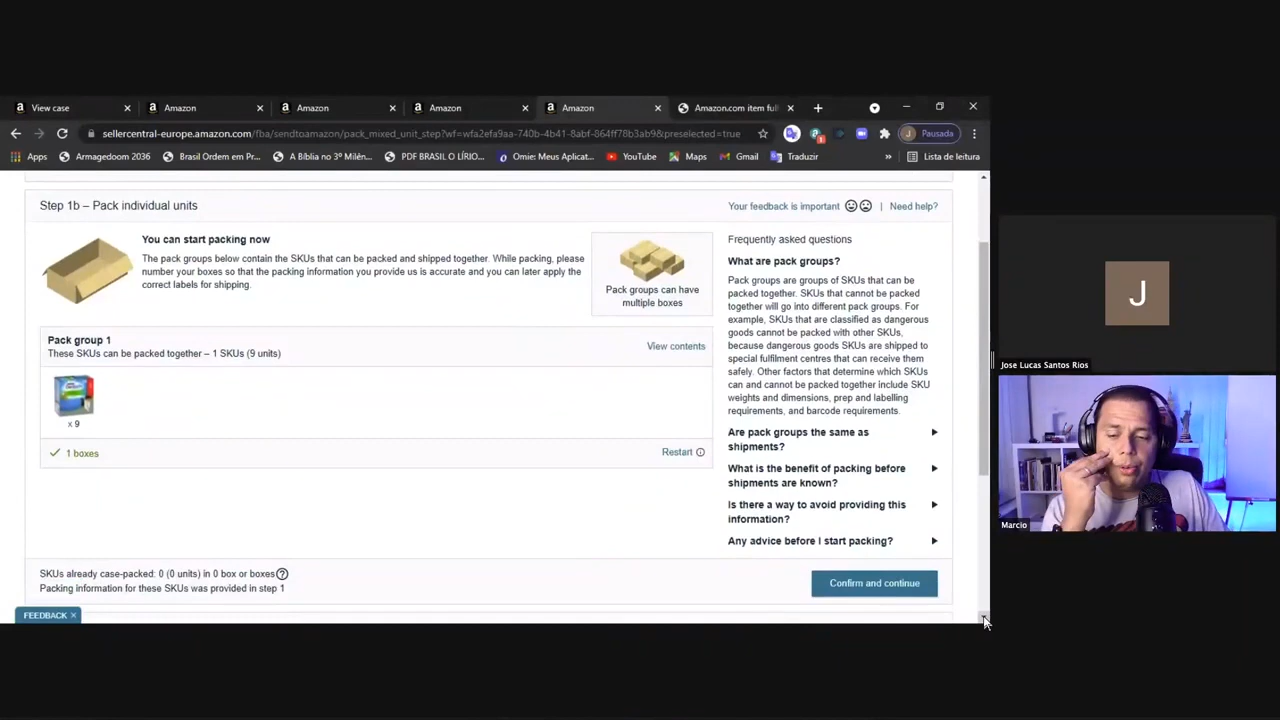 View case
Amazon
Amazon
Amazon
Amazon
Amazon.com item full
sellercentral-europe.amazon.com/fba/sendtoamazon/pack_mixed_unit_step?wf=wfa2efa9aa-740b-4b41-8abf-864ff78b3ab9&preselected=true
J Pausada
Apps
Armagedoom 2036
Brasil Ordem em Pr...
A Bíblia no 3º Milên...
PDF BRASIL O LÍRIO...
Omie: Meus Aplicat...
YouTube
Maps
Gmail
Traduzir
»
Lista de leitura
Step 1b – Pack individual units
Your feedback is important | Need help?
You can start packing now
The pack groups below contain the SKUs that can be packed and shipped together. While packing, please
number your boxes so that the packing information you provide us is accurate and you can later apply the
correct labels for shipping.
Pack groups can have
multiple boxes
Pack group 1
These SKUs can be packed together – 1 SKUs (9 units)
View contents
x 9
1 boxes
Restart
SKUs already case-packed: 0 (0 units) in 0 box or boxes
Packing information for these SKUs was provided in step 1
Frequently asked questions
What are pack groups?
Pack groups are groups of SKUs that can be
packed together. SKUs that cannot be packed
together will go into different pack groups. For
example, SKUs that are classified as dangerous
goods cannot be packed with other SKUs,
because dangerous goods SKUs are shipped to
special fulfilment centres that can receive them
safely. Other factors that determine which SKUs
can and cannot be packed together include SKU
weights and dimensions, prep and labelling
requirements, and barcode requirements.
Are pack groups the same as
shipments?
What is the benefit of packing before
shipments are known?
Is there a way to avoid providing this
information?
Any advice before I start packing?
Confirm and continue
FEEDBACK ×
J
Jose Lucas Santos Rios
Marcio